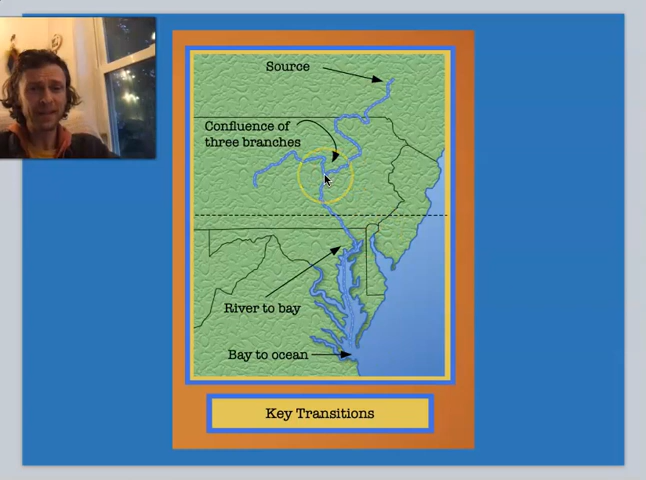 Source
Confluence of
three branches
River to bay
Bay to ocean
Key Transitions